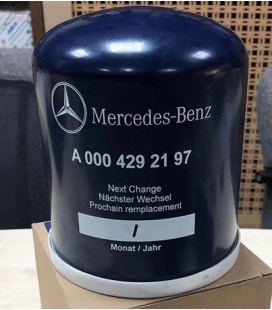 Mercedes-Benz
A 000 429 21 97
Next Change
Nächster Wechsel
Prochain remplacement
/
Monat / Jahr